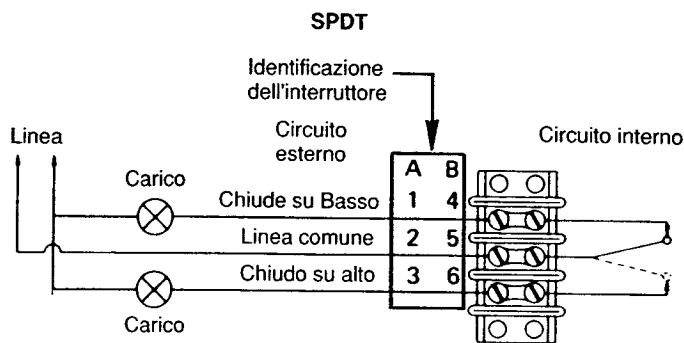 SPDT
Identificazione
dell'interruttore
Linea
Circuito
esterno
Circuito interno
Carico
A B
Chiude su Basso
1 4
Linea comune
2 5
Chiudo su alto
3 6
Carico